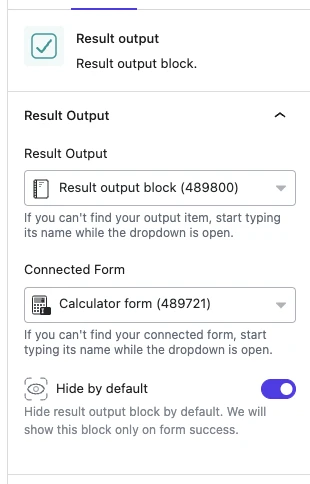 Result output
Result output block.
Result Output
Result Output
Result output block (489800)
If you can't find your output item, start typing
its name while the dropdown is open.
Connected Form
Calculator form (489721)
If you can't find your connected form, start
typing its name while the dropdown is open.
Hide by default
Hide result output block by default. We will
show this block only on form success.